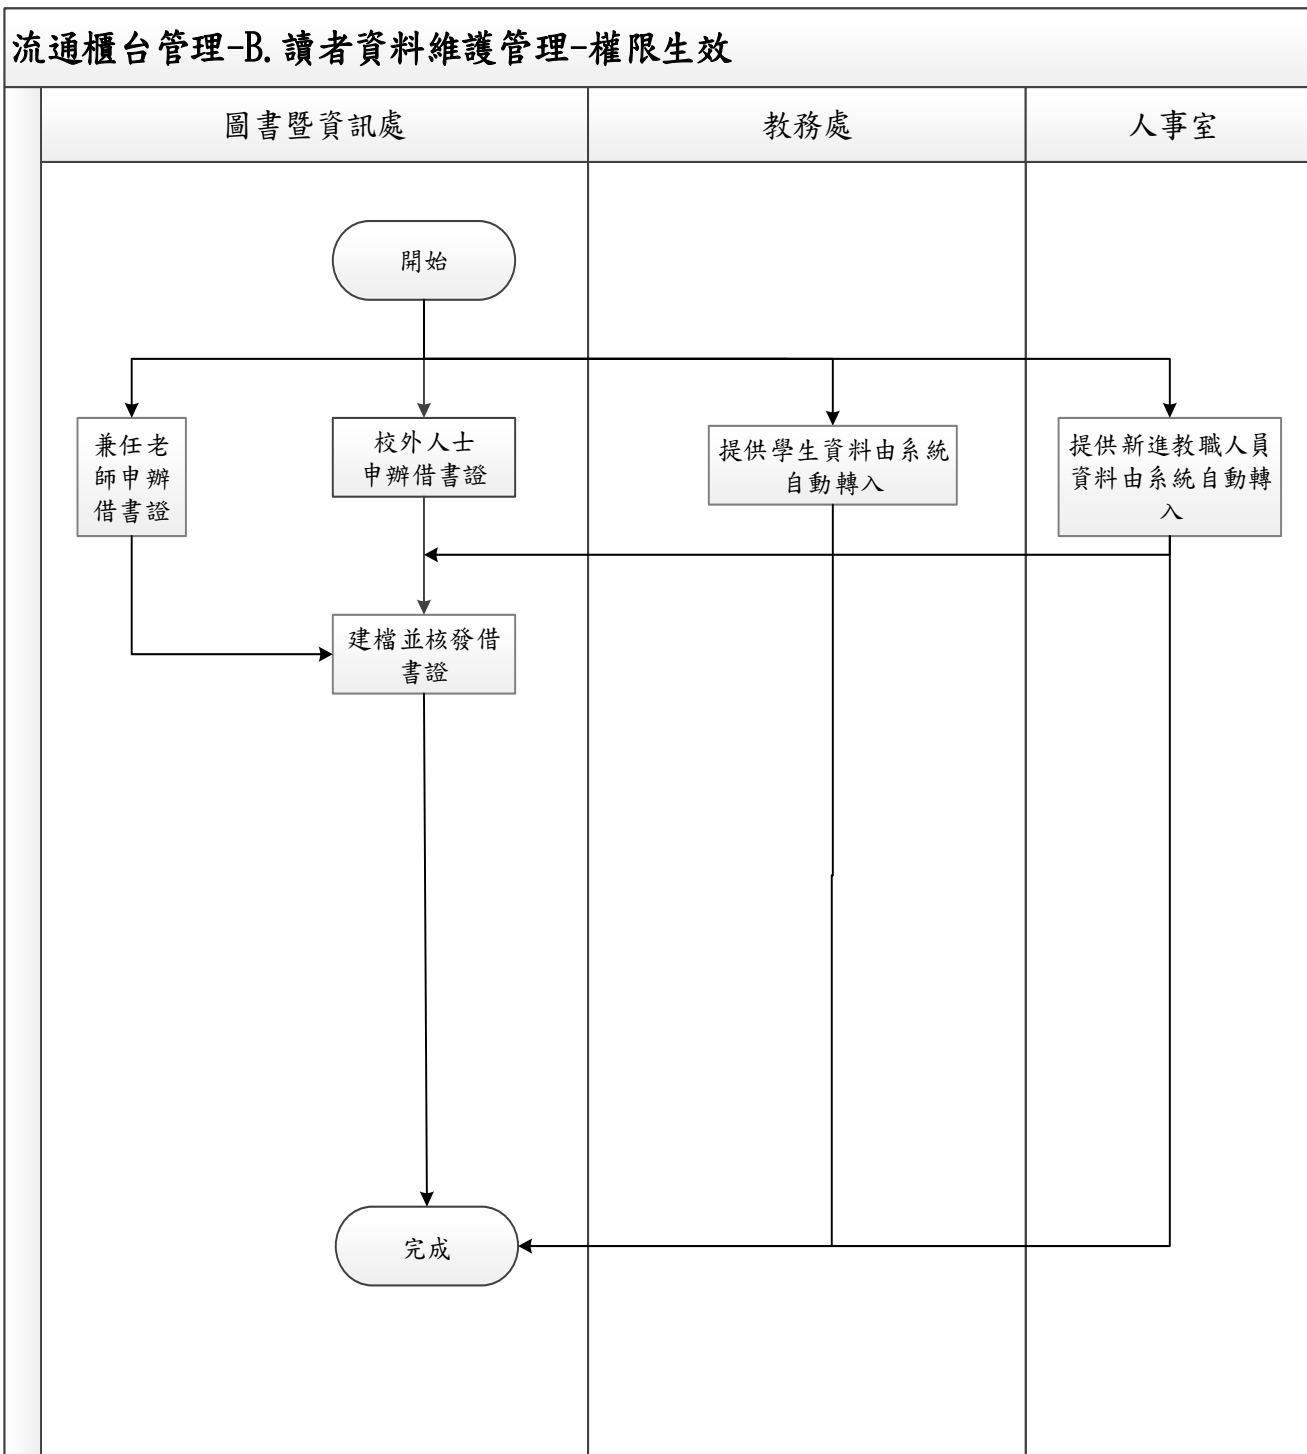 流通櫃台管理-B.讀者資料維護管理-權限生效
圖書暨資訊處
教務處
人事室
開始
兼任老
師申辦
借書證
校外人士
申辦借書證
提供學生資料由系統
自動轉入
提供新進教職人員
資料由系統自動轉
入
建檔並核發借
書證
完成